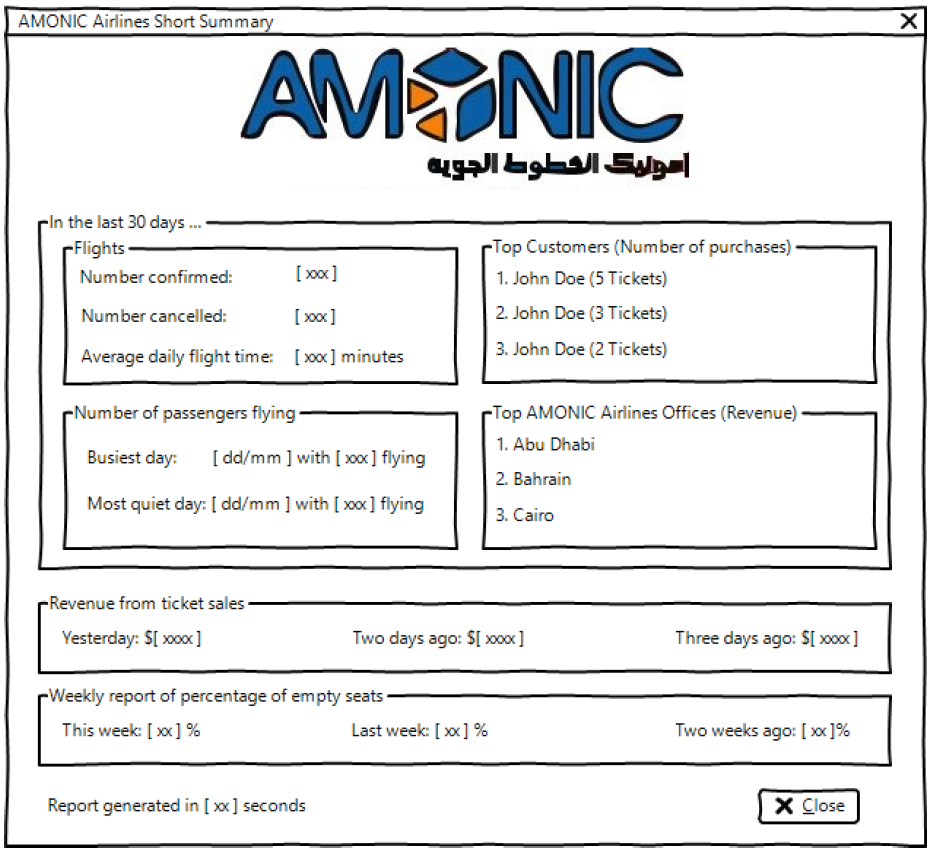 AMONIC Airlines Short Summary
AMONIC
امونيك الخطوط الجويه
In the last 30 days ...
Flights
Number confirmed: [ xxx ]
Number cancelled: [ xxx ]
Average daily flight time: [ xxx ] minutes
Top Customers (Number of purchases)
1. John Doe (5 Tickets)
2. John Doe (3 Tickets)
3. John Doe (2 Tickets)
Number of passengers flying
Busiest day: [ dd/mm ] with [ xxx ] flying
Most quiet day: [ dd/mm ] with [ xxx ] flying
Top AMONIC Airlines Offices (Revenue)
1. Abu Dhabi
2. Bahrain
3. Cairo
Revenue from ticket sales
Yesterday: $[ xxxx ] Two days ago: $[ xxxx ] Three days ago: $[ xxxx ]
Weekly report of percentage of empty seats
This week: [ xx ] % Last week: [ xx ] % Two weeks ago: [ xx ]%
Report generated in [ xx ] seconds
Close